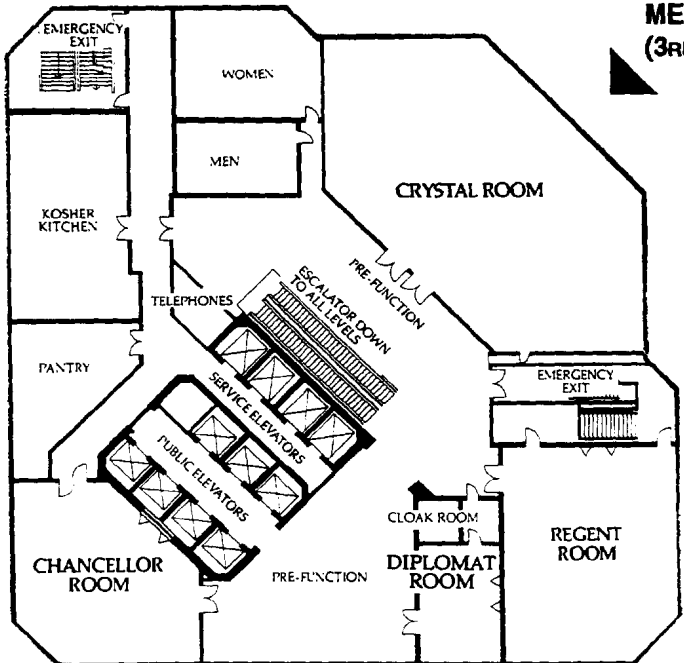 ME
(3R
EMERGENCY
EXIT
WOMEN
MEN
CRYSTAL ROOM
KOSHER
KITCHEN
PRE-FUNCTION
ESCALATOR DOWN
TO ALL LEVELS
TELEPHONES
PANTRY
SERVICE ELEVATORS
EMERGENCY
EXIT
PUBLIC ELEVATORS
CLOAK ROOM
REGENT
ROOM
CHANCELLOR
ROOM
PRE-FUNCTION
DIPLOMAT
ROOM